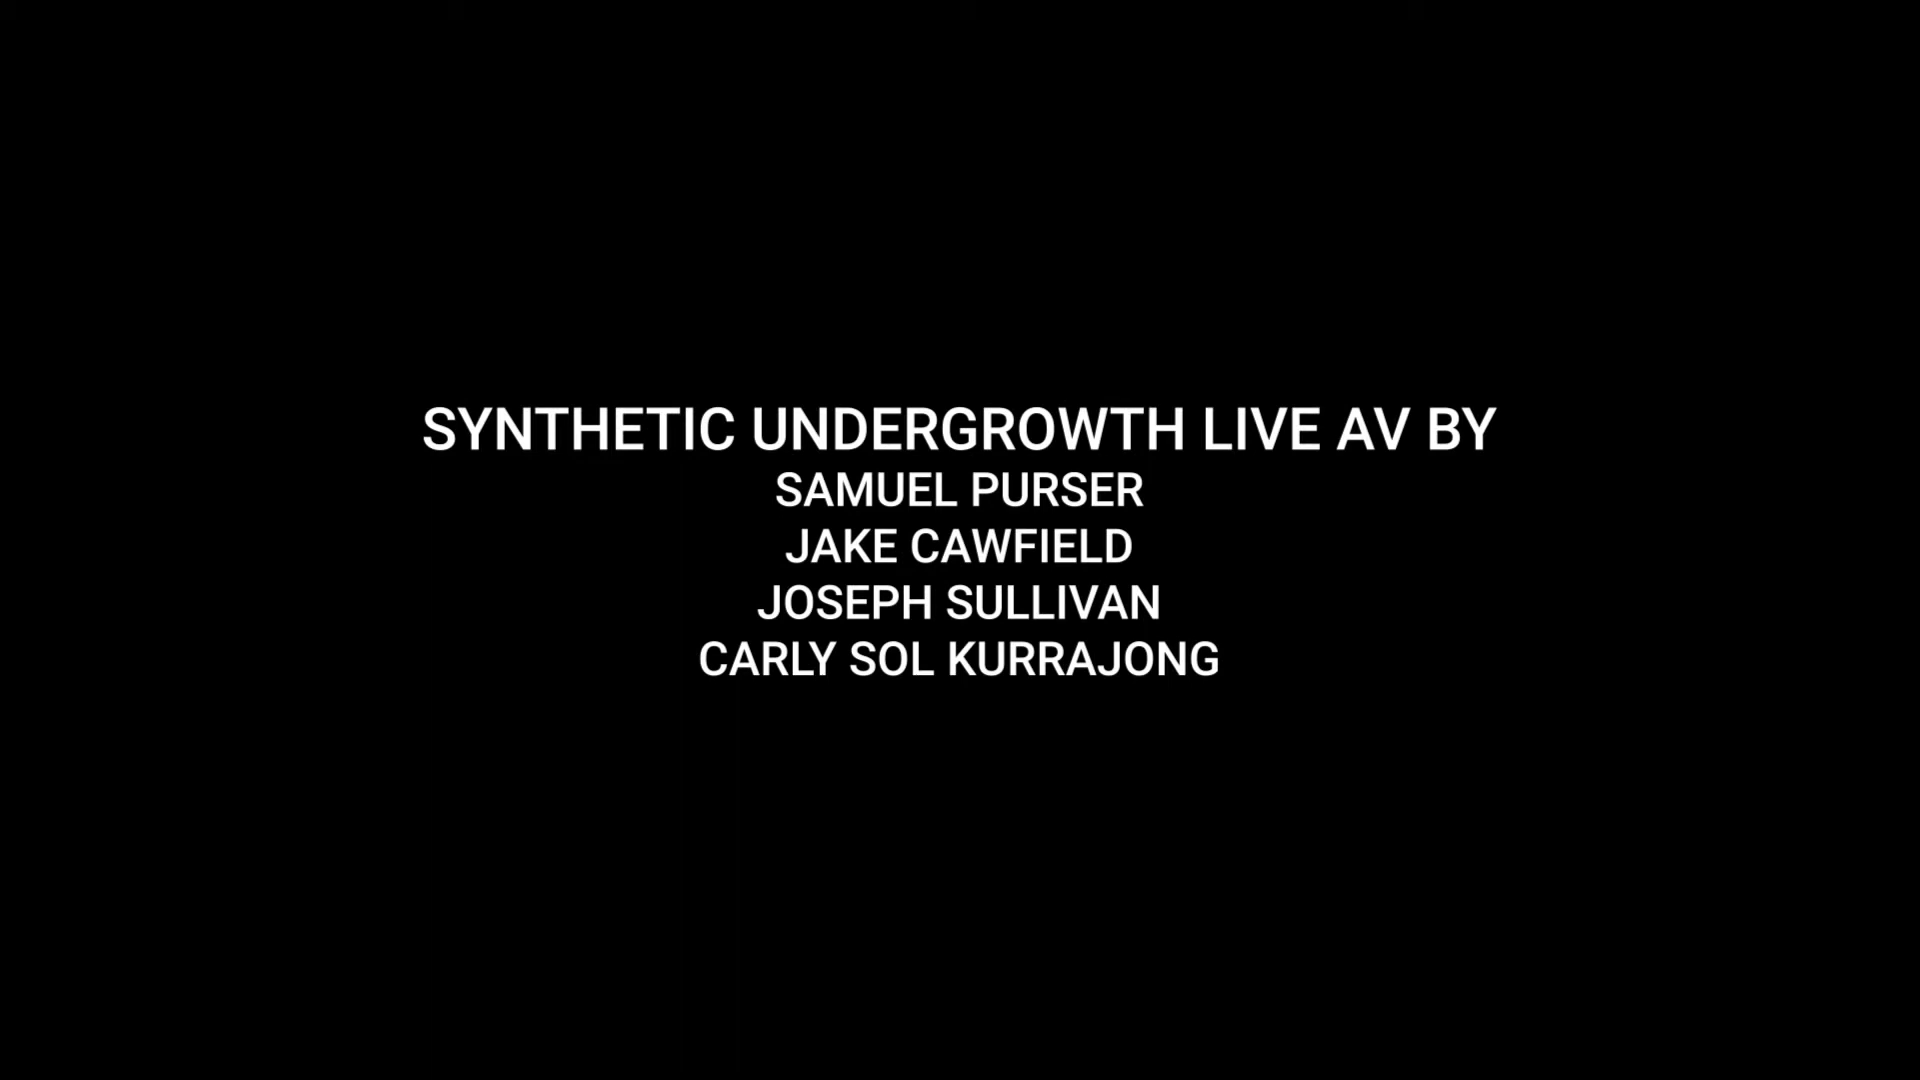 SYNTHETIC UNDERGROWTH LIVE AV BY
SAMUEL PURSER
JAKE CAWFIELD
JOSEPH SULLIVAN
CARLY SOL KURRAJONG